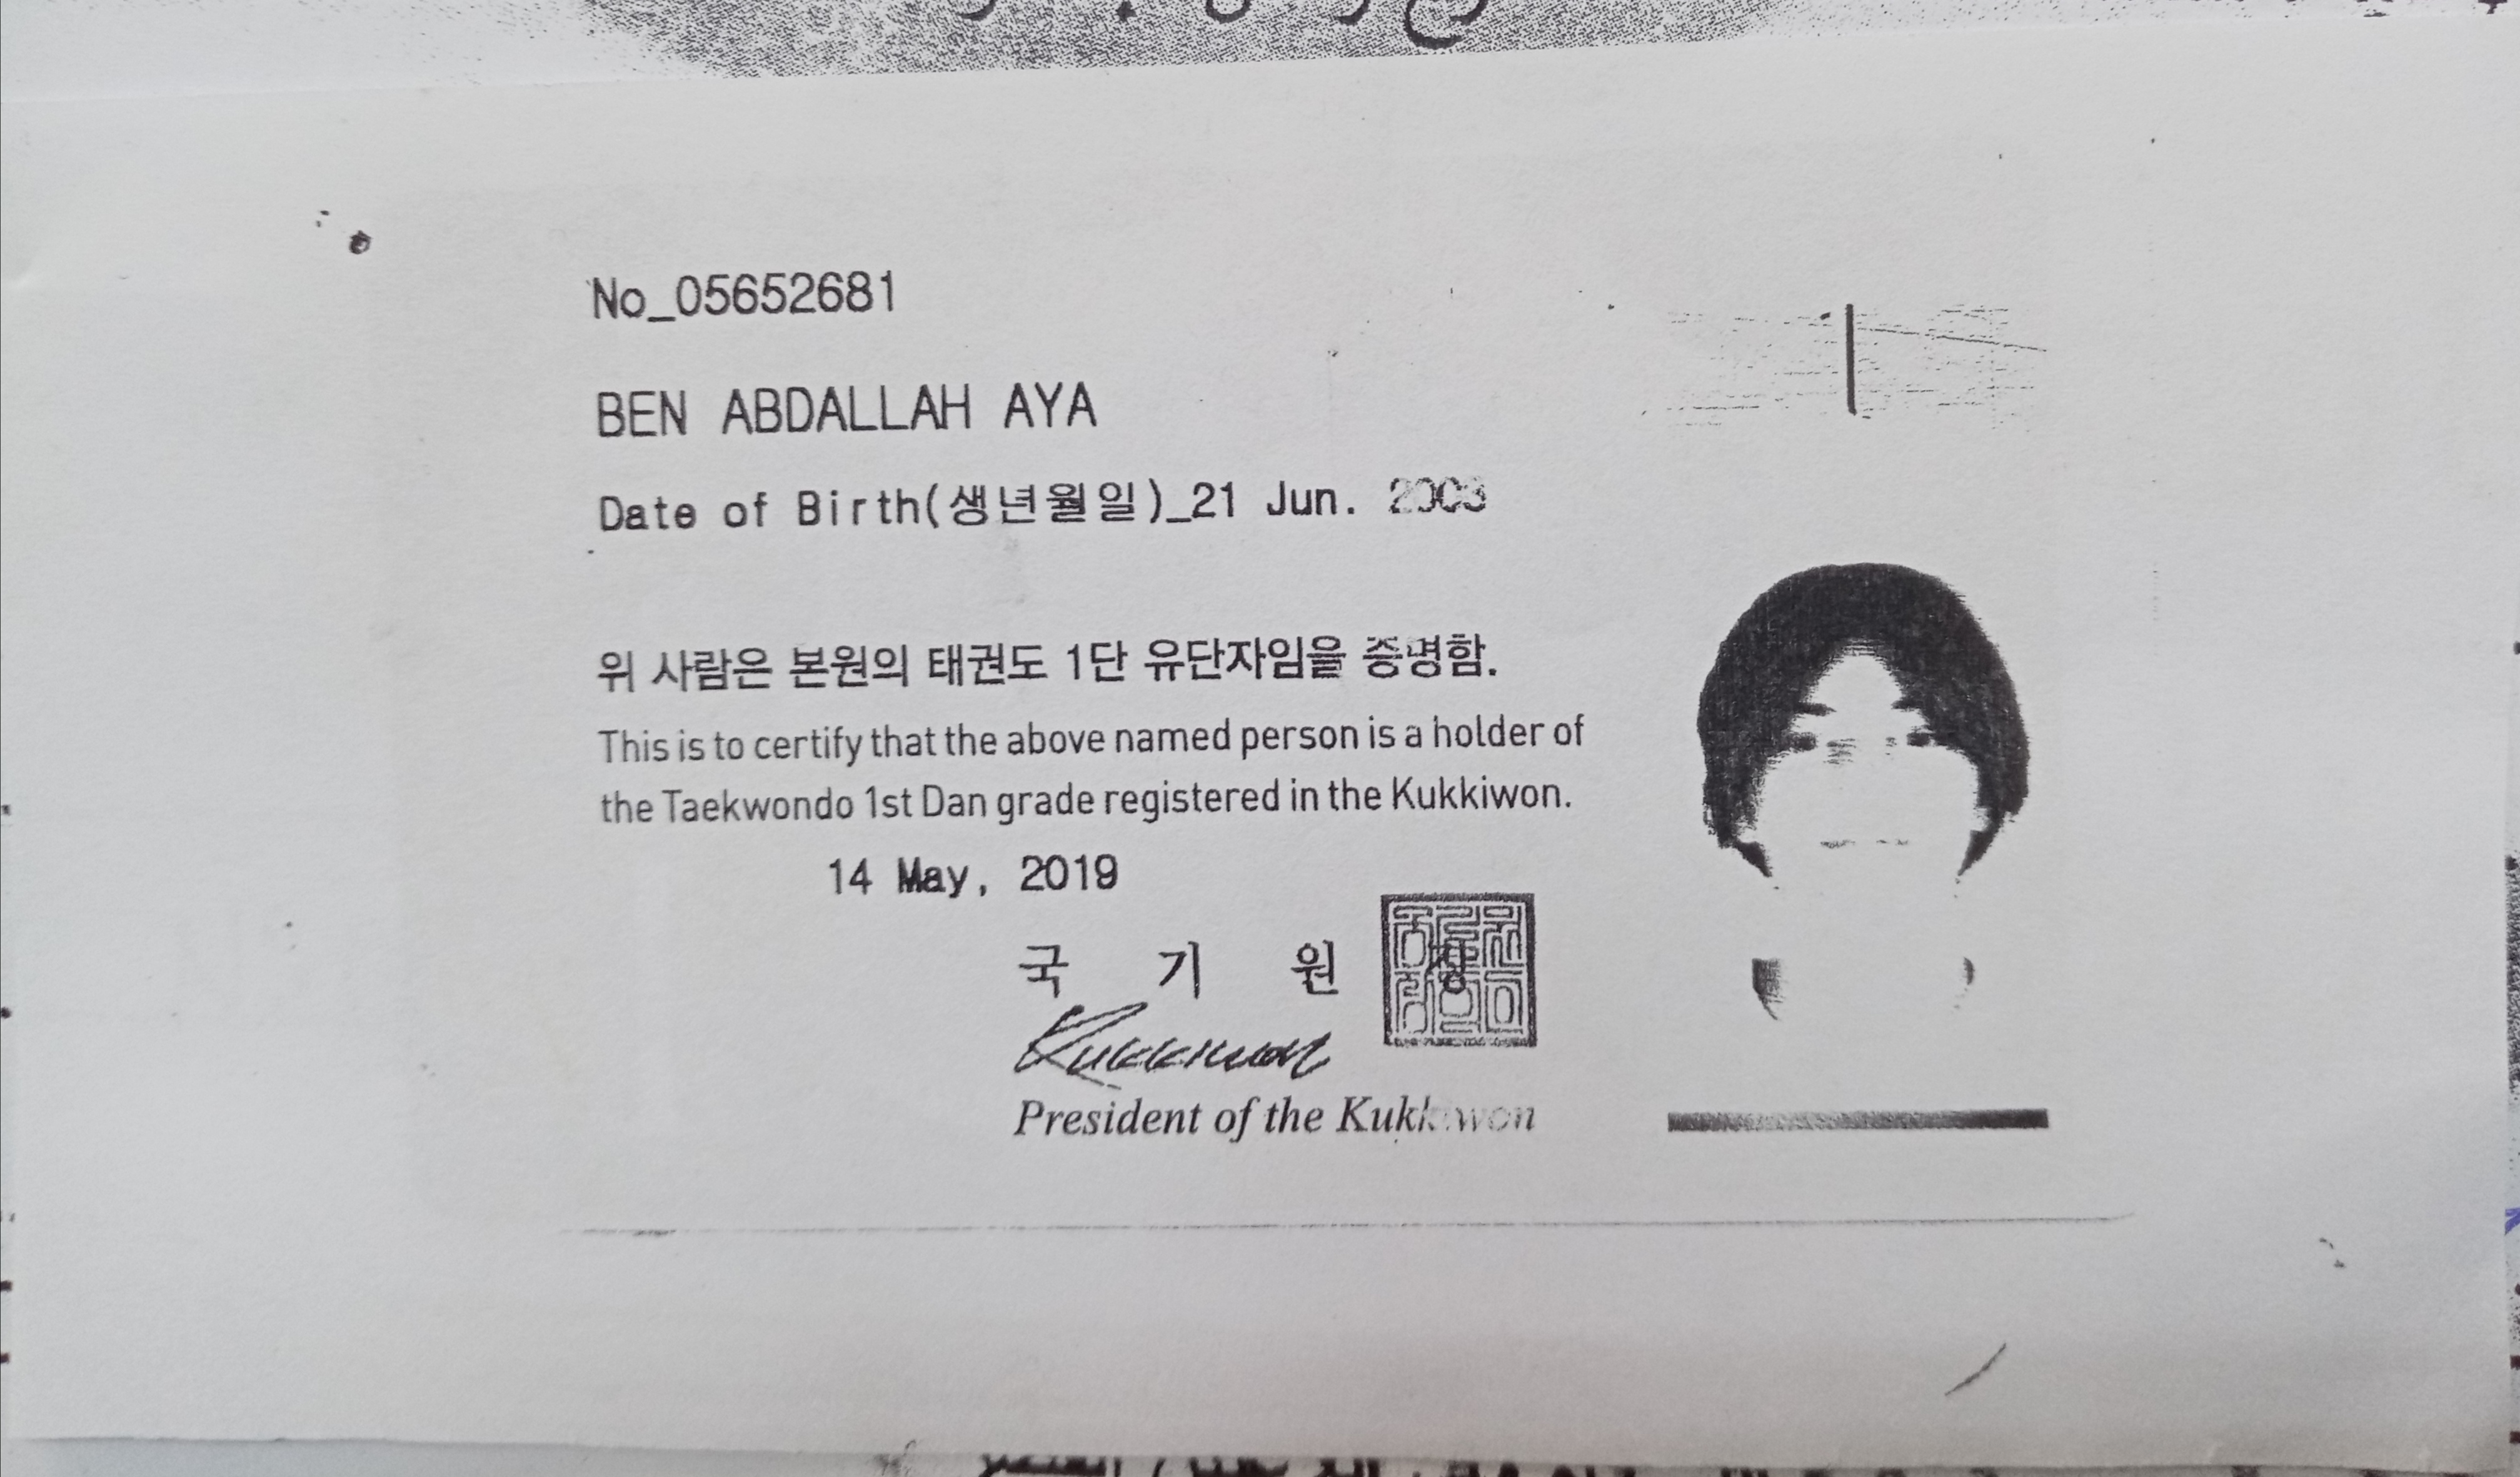 No_05652681
BEN ABDALLAH AYA
Date of Birth(생년월일)_21 Jun. 2003
위 사람은 본원의 태권도 1단 유단자임을 증명함.
This is to certify that the above named person is a holder of
the Taekwondo 1st Dan grade registered in the Kukkiwon.
14 May, 2019
국 기 원 장
Kukkiwon
President of the Kukkiwon